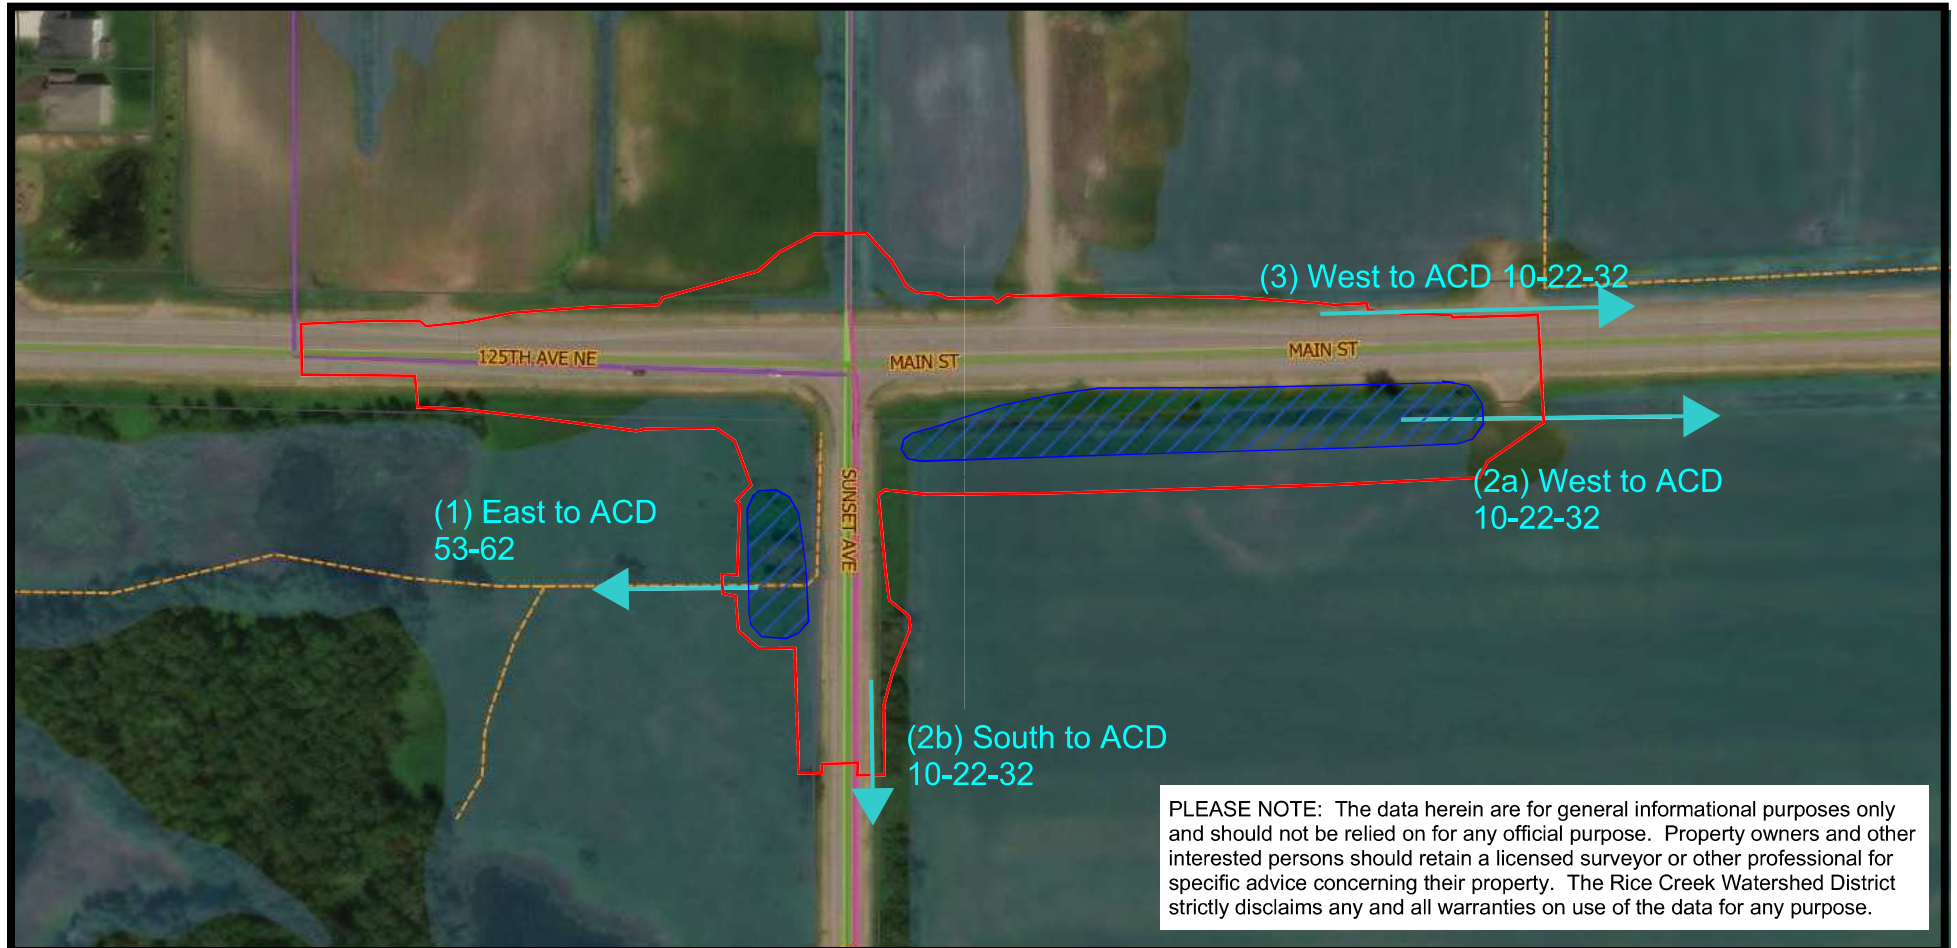 (3) West to ACD 10-22-32
125TH AVE NE
MAIN ST
MAIN ST
SUNSET AVE
(1) East to ACD
53-62
(2a) West to ACD
10-22-32
(2b) South to ACD
10-22-32
PLEASE NOTE: The data herein are for general informational purposes only
and should not be relied on for any official purpose. Property owners and other
interested persons should retain a licensed surveyor or other professional for
specific advice concerning their property. The Rice Creek Watershed District
strictly disclaims any and all warranties on use of the data for any purpose.